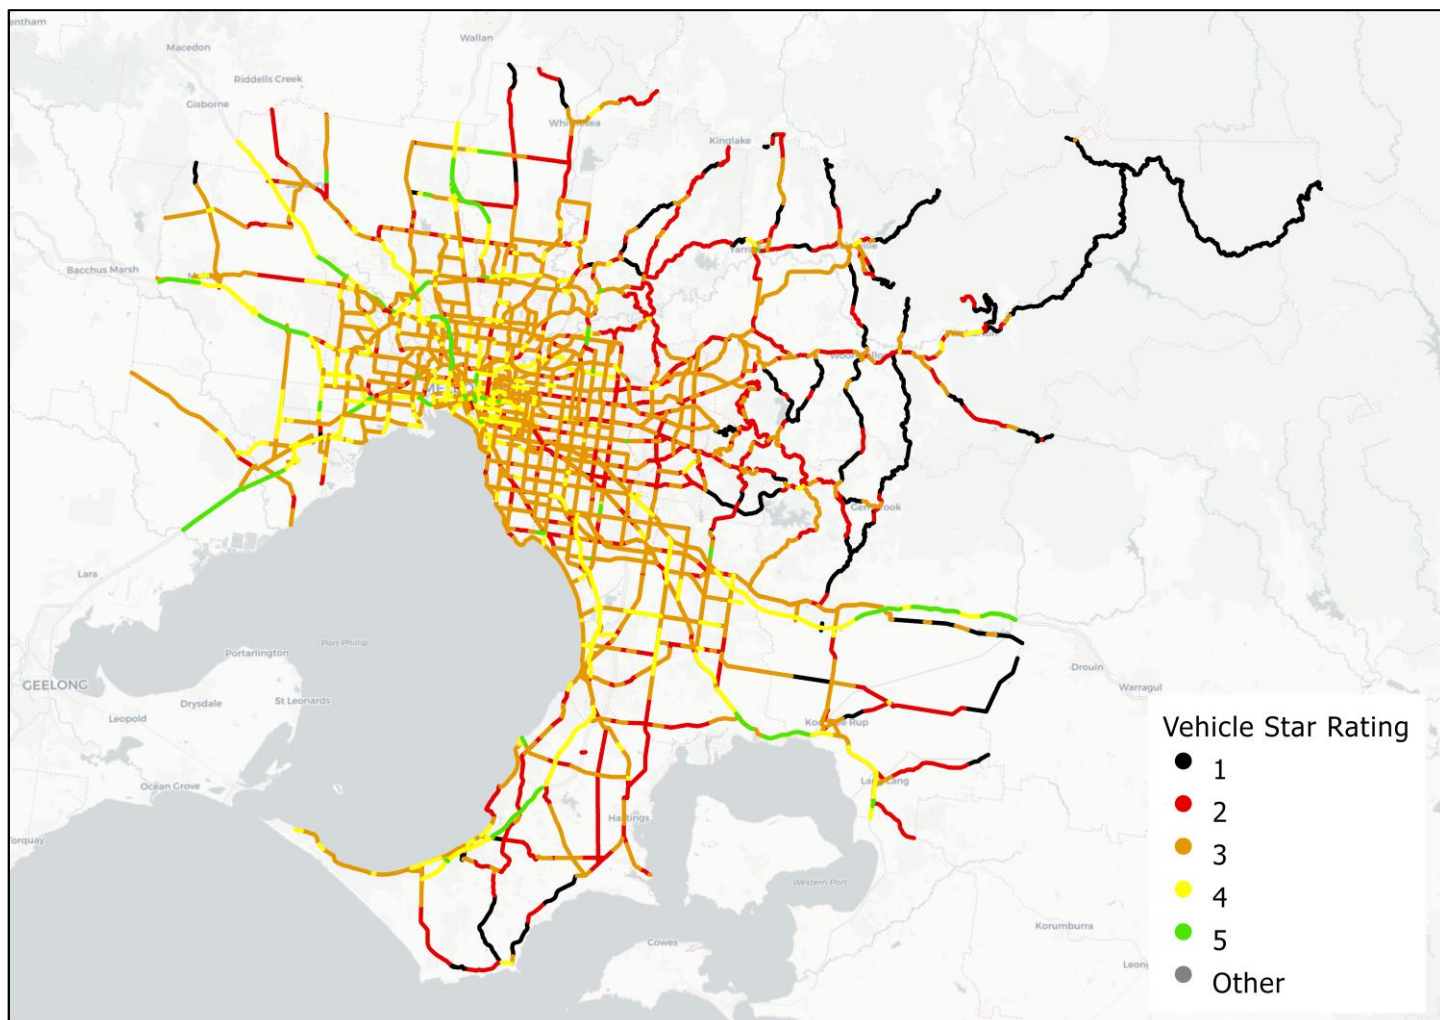 Wallan
Macedon
Riddells Creek
Gisborne
Kinglake
Bacchus Marsh
Lara
Port Phillip
Portarlington
GEELONG
Drysdale
St Leonards
Leopold
Drouin
Warragul
Ocean Grove
Hastings
Western Port
Korumburra
Cowes
Vehicle Star Rating
1
2
3
4
5
Other